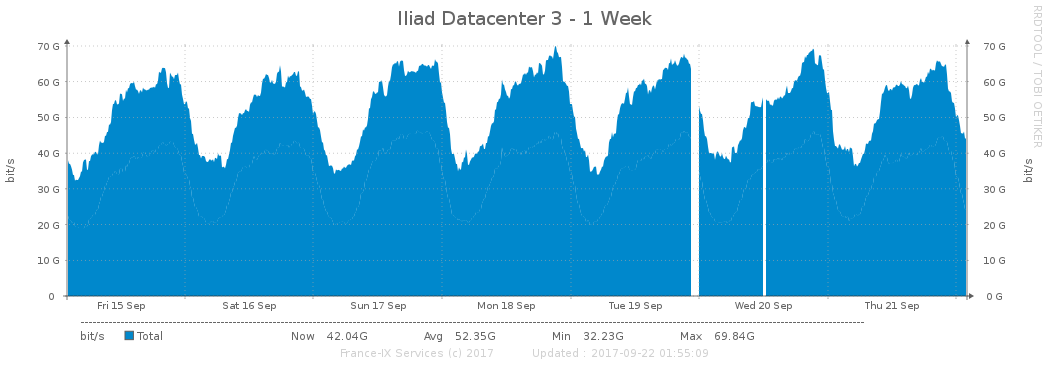 Iliad Datacenter 3 - 1 Week
RRDTOOL / TOBI OETIKER
70 G 70 G
60 G 60 G
50 G 50 G
40 G 40 G
30 G 30 G
20 G 20 G
10 G 10 G
0 0 G
bit/s bit/s
Fri 15 Sep Sat 16 Sep Sun 17 Sep Mon 18 Sep Tue 19 Sep Wed 20 Sep Thu 21 Sep
bit/s Total Now 42.04G Avg 52.35G Min 32.23G Max 69.84G
France-IX Services (c) 2017 Updated : 2017-09-22 01:55:09